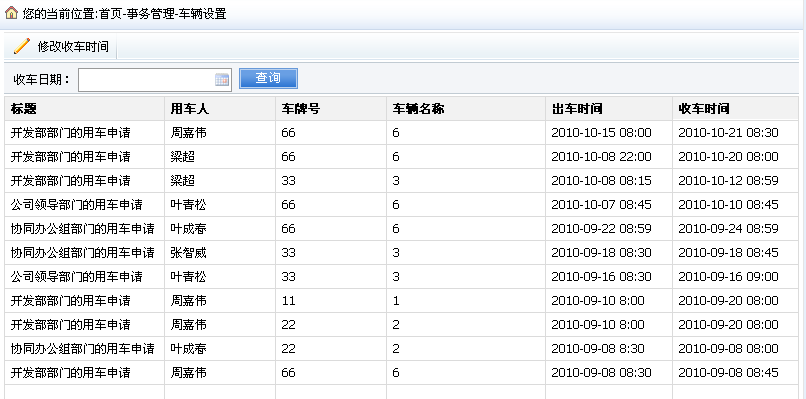 您的当前位置:首页-事务管理-车辆设置
修改收车时间
收车日期： 查询
标题 用车人 车牌号 车辆名称 出车时间 收车时间
开发部部门的用车申请 周嘉伟 66 6 2010-10-15 08:00 2010-10-21 08:30
开发部部门的用车申请 梁超 66 6 2010-10-08 22:00 2010-10-20 08:00
开发部部门的用车申请 梁超 33 3 2010-10-08 08:15 2010-10-12 08:59
公司领导部门的用车申请 叶青松 66 6 2010-10-07 08:45 2010-10-10 08:45
协同办公组部门的用车申请 叶成春 66 6 2010-09-22 08:59 2010-09-24 08:59
协同办公组部门的用车申请 张智威 33 3 2010-09-18 08:30 2010-09-18 08:45
公司领导部门的用车申请 叶青松 33 3 2010-09-16 08:30 2010-09-16 09:00
开发部部门的用车申请 周嘉伟 11 1 2010-09-10 8:00 2010-09-20 08:00
开发部部门的用车申请 周嘉伟 22 2 2010-09-10 8:00 2010-09-20 08:00
协同办公组部门的用车申请 叶成春 22 2 2010-09-08 8:30 2010-09-08 08:00
开发部部门的用车申请 周嘉伟 66 6 2010-09-08 08:30 2010-09-08 08:45